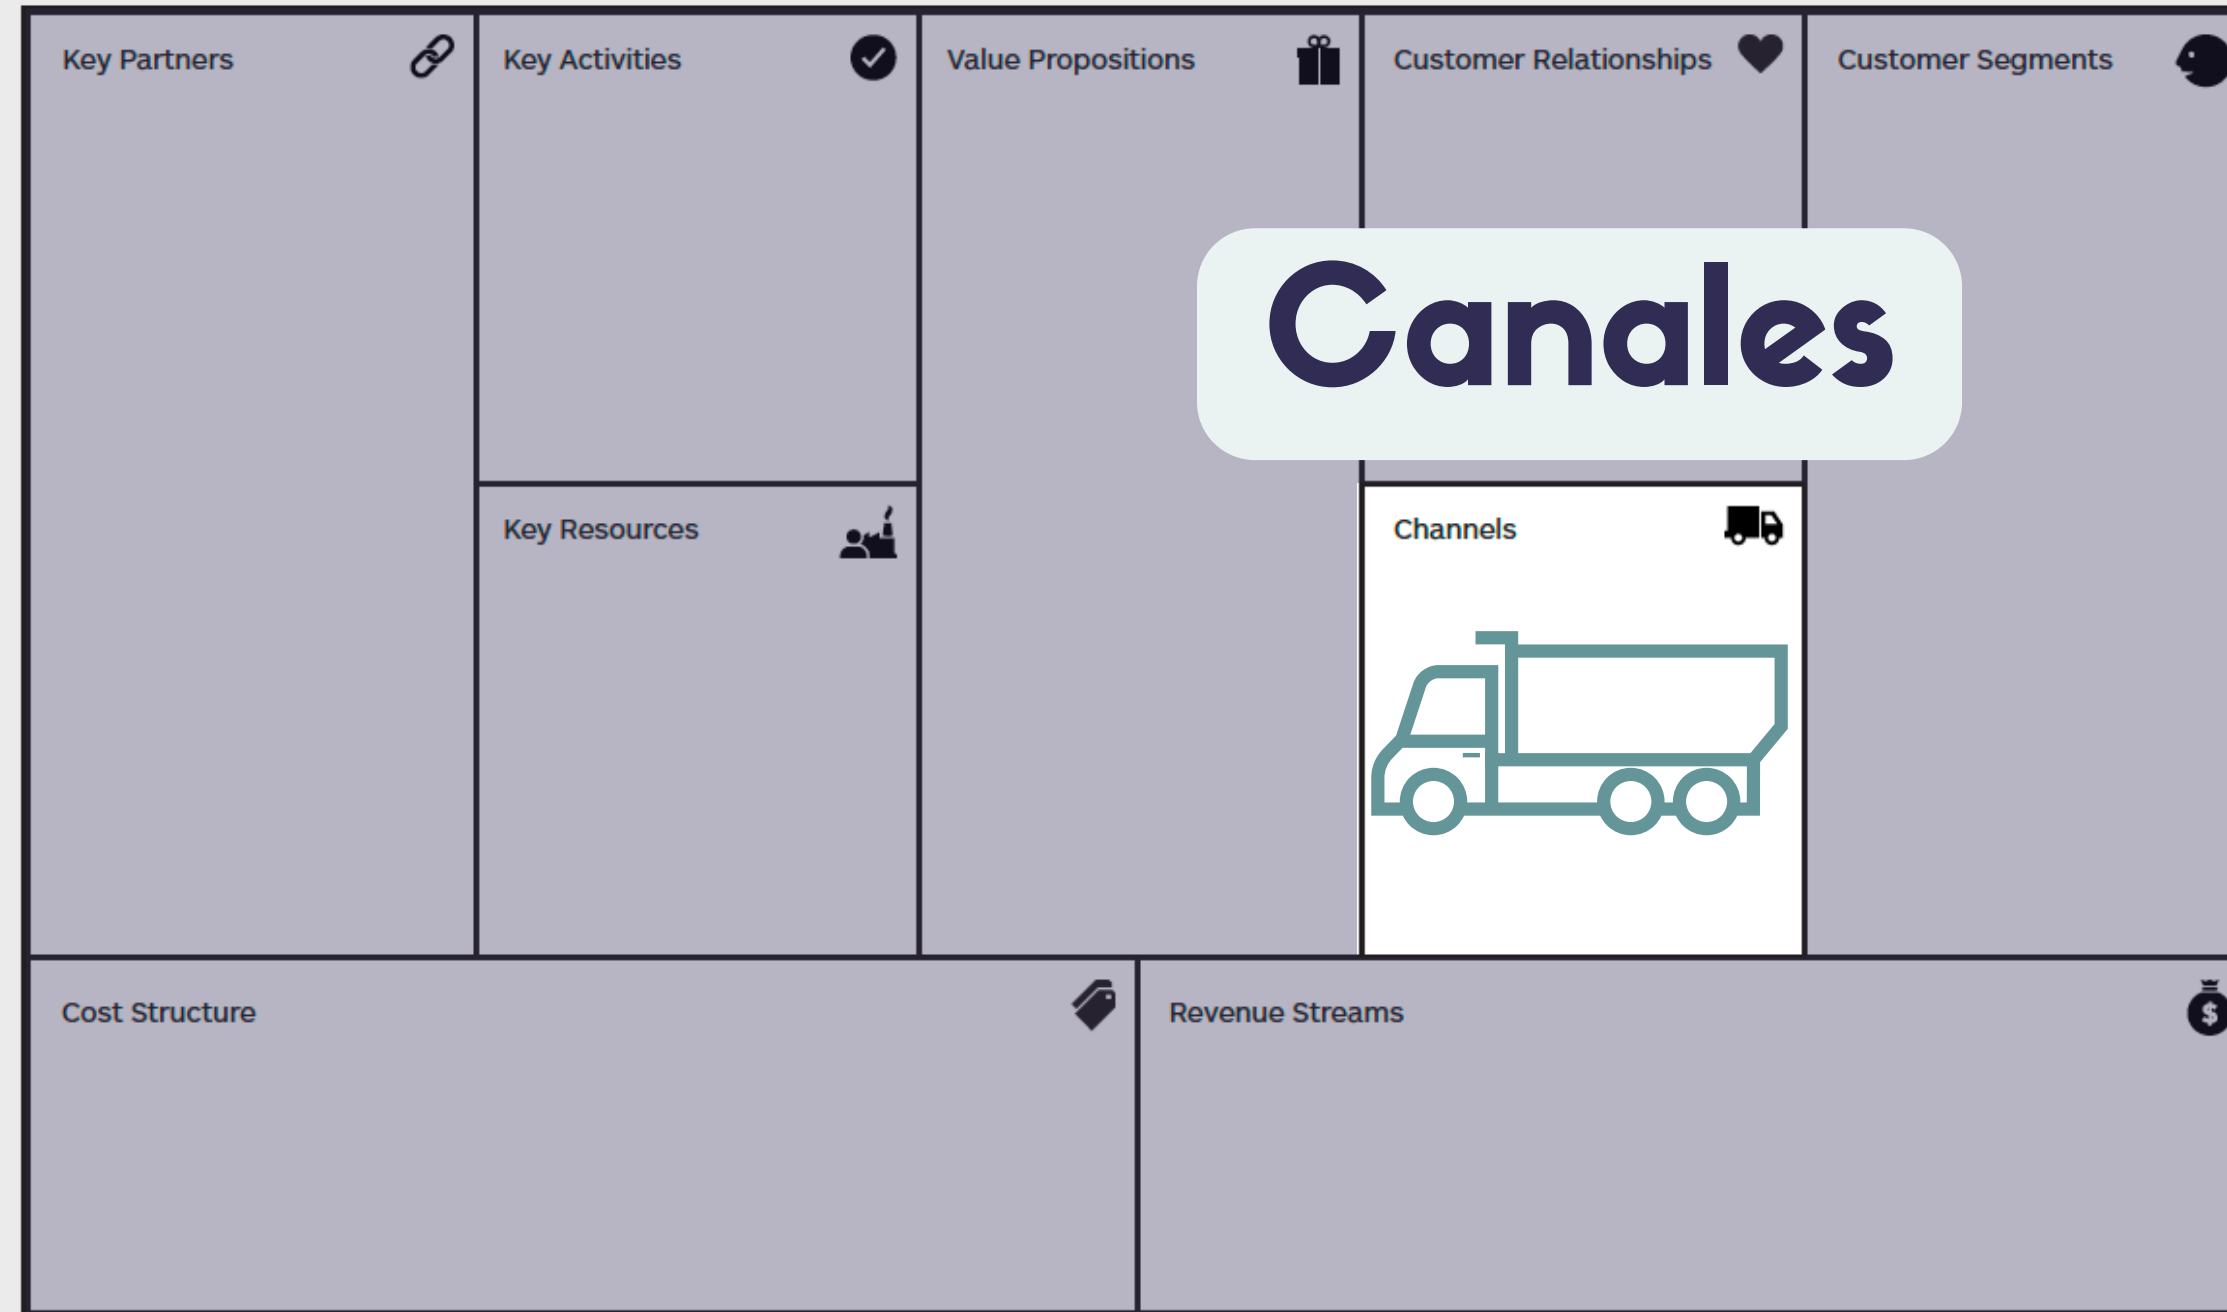 Key Partners
Key Activities
Value Propositions
Customer Relationships
Customer Segments
Canales
Key Resources
Channels
Cost Structure
Revenue Streams
$